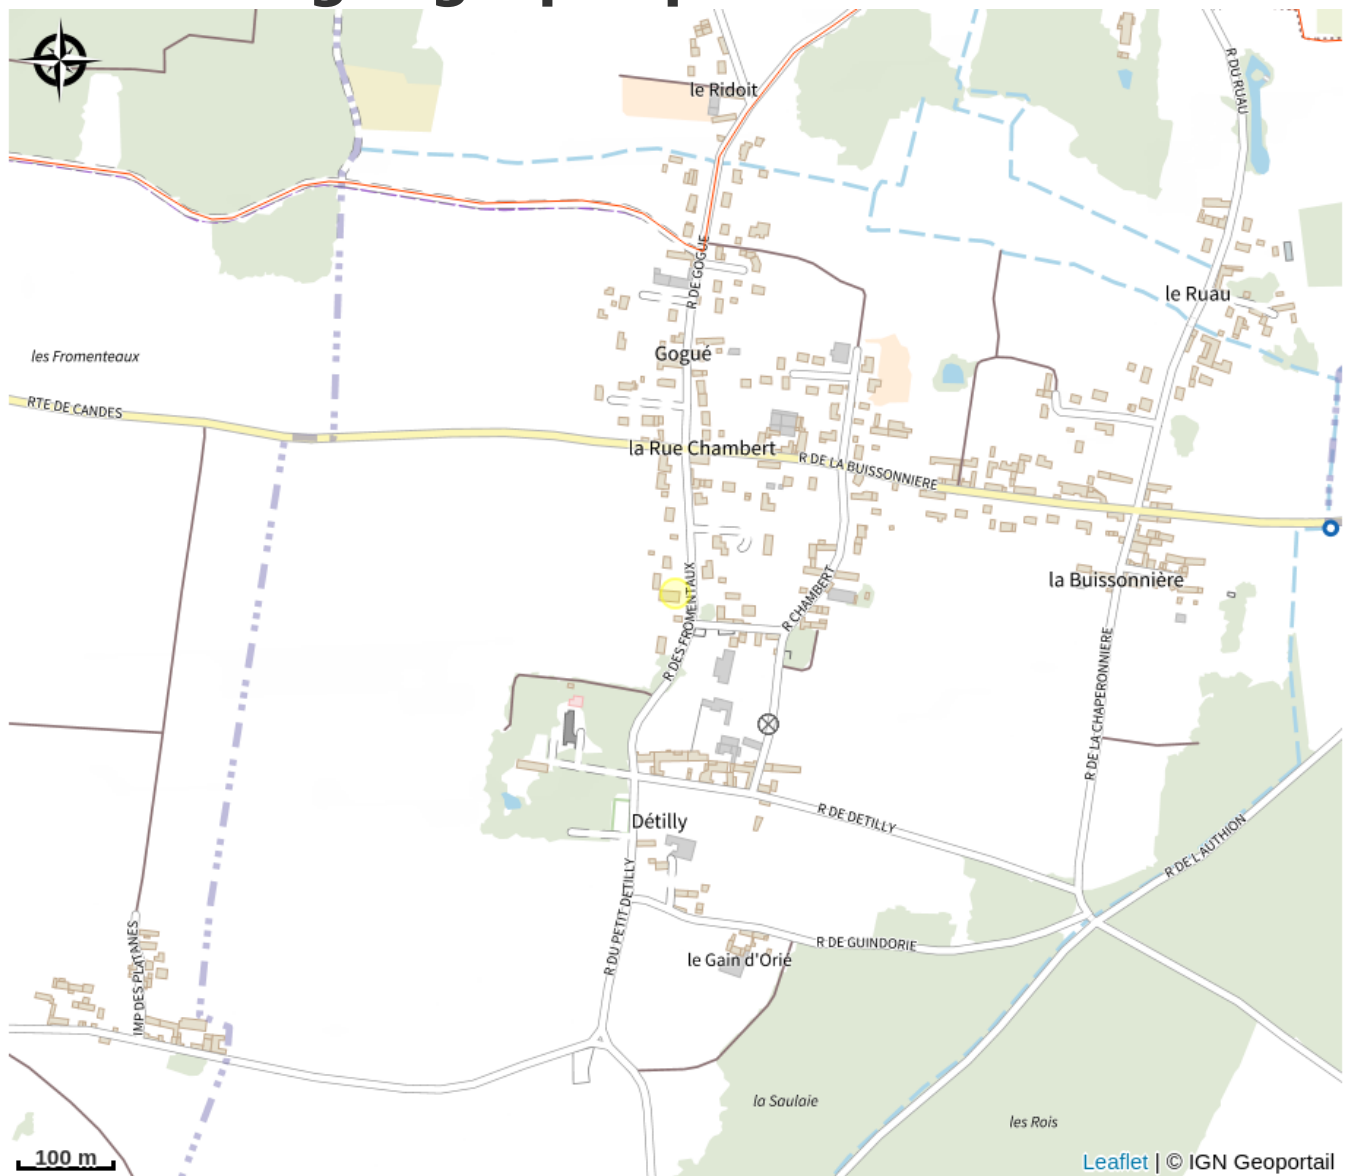 le Ridoit
R DU RUAU
R DE GOGUE
le Ruau
Gogué
les Fromenteaux
RTE DE CANDES
la Rue Chambert
R DE LA BUISSONNIERE
la Buissonnière
R DES FROMENTAUX
R CHAMBERT
R DE LA CHAPERONNIERE
Détilly
R DE DETILLY
R DE L AUTHION
R DU PETIT DETILLY
R DE GUINDORIE
le Gain d'Orié
IMP DES PLATANES
la Saulaie
les Rois
100 m
Leaflet | © IGN Geoportail